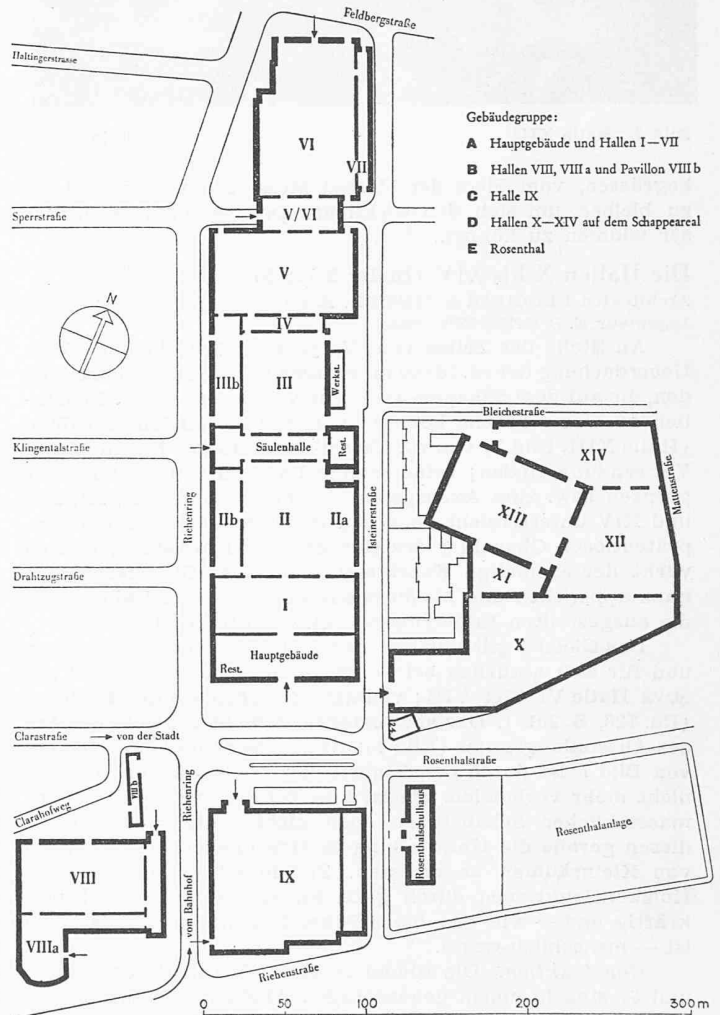 Feldbergstraße
Haltingerstrasse
Gebäudegruppe:
A Hauptgebäude und Hallen I—VII
B Hallen VIII, VIII a und Pavillon VIII b
C Halle IX
D Hallen X—XIV auf dem Schappeareal
E Rosenthal
VI
VII
V/VI
Sperrstraße
V
N
IV
IIIb
III
Werkst.
Bleichestraße
Klingentalstraße
Säulenhalle
Rest.
XIV
Mattenstraße
Riehenring
Isteinerstraße
XIII
XII
IIb
II
IIa
XI
Drahtzugstraße
I
X
Hauptgebäude
Rest.
Clarastraße
von der Stadt
Rosenthalstraße
Clarahofweg
VIIIb
Riehenring
Rosenthalschulhaus
Rosenthalanlage
VIII
IX
VIIIa
vom Bahnhof
Riehenstraße
0 50 100 200 300m